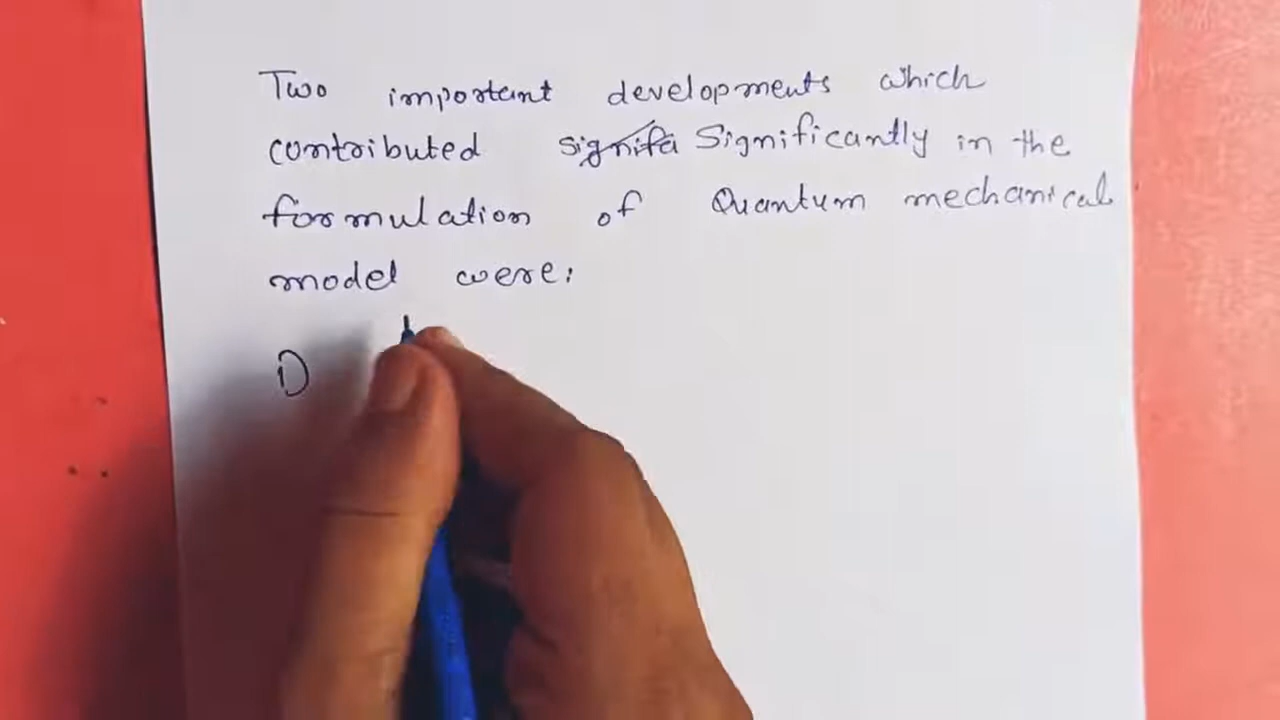 Two important developments which
contributed signifi Significantly in the
formulation of Quantum mechanical
model were:
1)